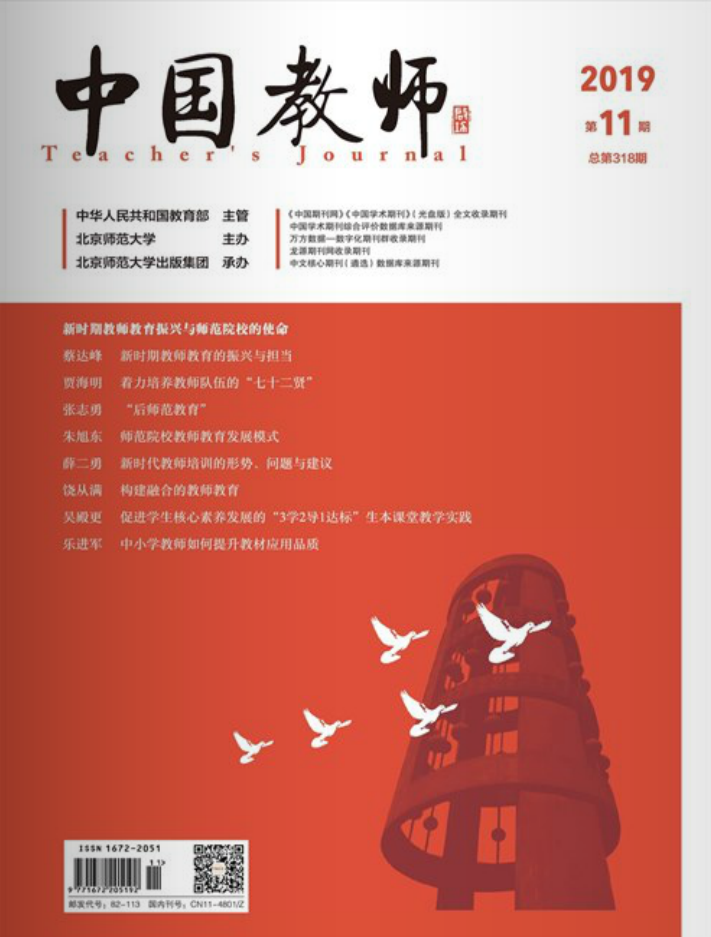 中国教师
Teacher's Journal
2019
第11期
总第318期
中华人民共和国教育部 主管
北京师范大学 主办
北京师范大学出版集团 承办
《中国期刊网》《中国学术期刊》(光盘版)全文收录期刊
中国学术期刊综合评价数据库来源期刊
万方数据—数字化期刊群收录期刊
龙源期刊网收录期刊
中文核心期刊(遴选)数据库来源期刊
新时期教师教育振兴与师范院校的使命
蔡达峰 新时期教师教育的振兴与担当
贾海明 着力培养教师队伍的“七十二贤”
张志勇 “后师范教育”
朱旭东 师范院校教师教育发展模式
薛二勇 新时代教师培训的形势、问题与建议
饶从满 构建融合的教师教育
吴殿更 促进学生核心素养发展的“3学2导1达标”生本课堂教学实践
乐进军 中小学教师如何提升教材应用品质
ISSN 1672-2051
11>
9 771672 205192
邮发代号：82-113 国内刊号：CN11-4801/Z